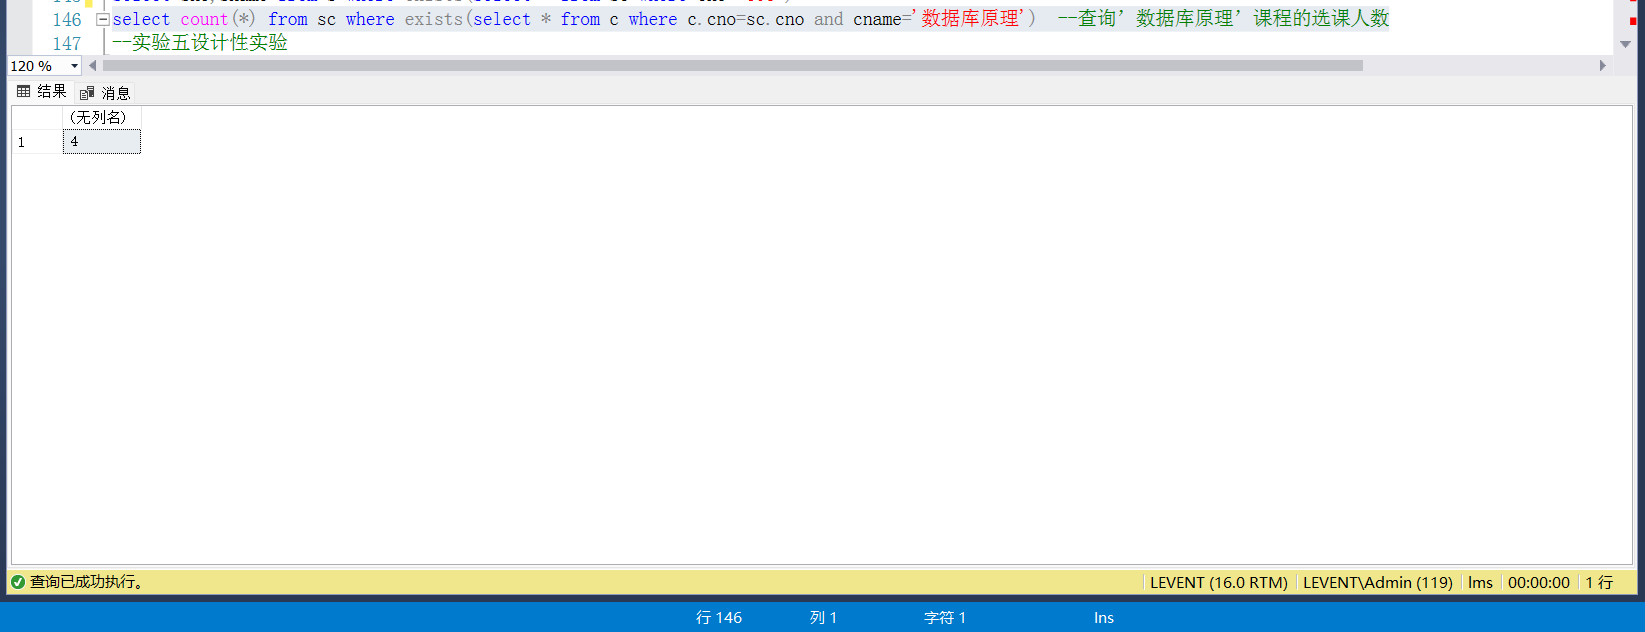 146 select count(*) from sc where exists(select * from c where c.cno=sc.cno and cname='数据库原理') --查询’数据库原理’课程的选课人数
147 --实验五设计性实验
120 %
结果 消息
(无列名)
1 4
查询已成功执行。 LEVENT (16.0 RTM) LEVENT\Admin (119) lms 00:00:00 1 行
行 146 列 1 字符 1 Ins